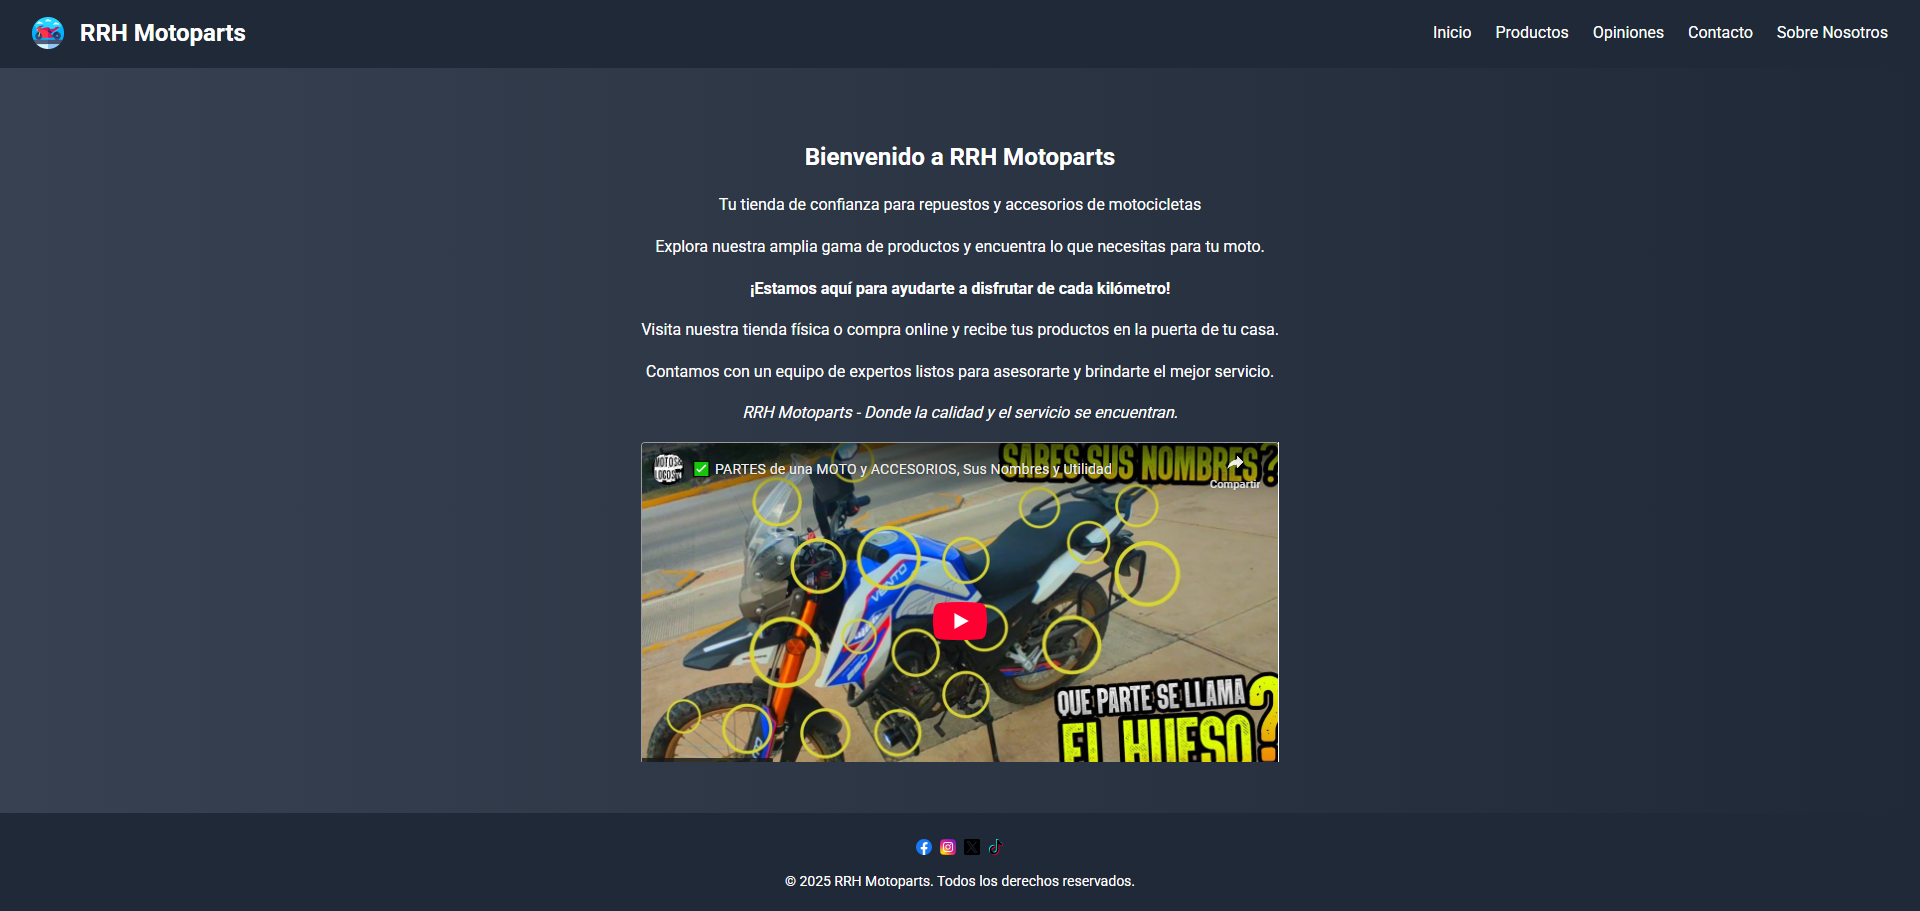 RRH Motoparts
Inicio
Productos
Opiniones
Contacto
Sobre Nosotros
Bienvenido a RRH Motoparts
Tu tienda de confianza para repuestos y accesorios de motocicletas
Explora nuestra amplia gama de productos y encuentra lo que necesitas para tu moto.
¡Estamos aquí para ayudarte a disfrutar de cada kilómetro!
Visita nuestra tienda física o compra online y recibe tus productos en la puerta de tu casa.
Contamos con un equipo de expertos listos para asesorarte y brindarte el mejor servicio.
RRH Motoparts - Donde la calidad y el servicio se encuentran.
SABES SUS NOMBRES?
✅ PARTES de una MOTO y ACCESORIOS, Sus Nombres y Utilidad
Compartir
VENTO
QUE PARTE SE LLAMA
EL HUESO?
© 2025 RRH Motoparts. Todos los derechos reservados.